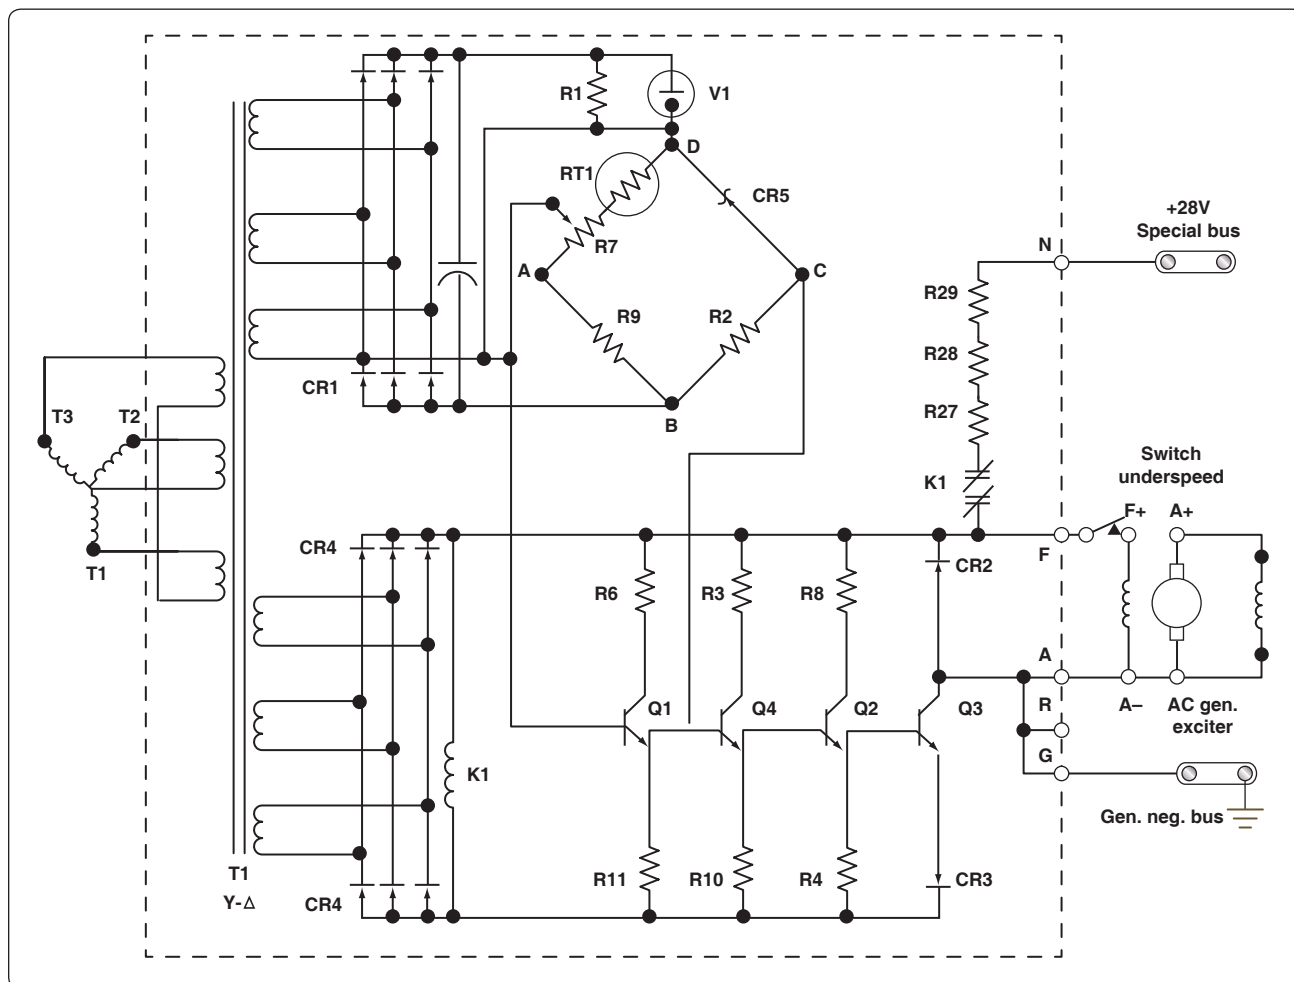 R1
V1
D
RT1
CR5
R7
A
C
R9
R2
CR1
B
+28V
Special bus
N
R29
R28
R27
K1
T3
T2
T1
Switch
underspeed
F+
A+
CR4
F
CR2
R6
R3
R8
A
R
Q1
Q4
Q2
Q3
A–
AC gen.
exciter
G
K1
Gen. neg. bus
T1
Y-Δ
CR4
R11
R10
R4
CR3